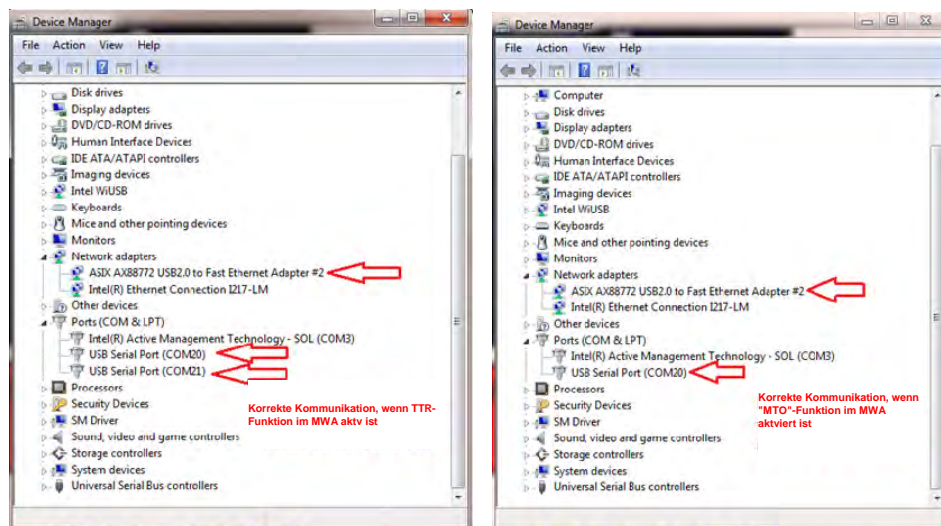 Device Manager
File Action View Help
Disk drives
Display adapters
DVD/CD-ROM drives
Human Interface Devices
IDE ATA/ATAPI controllers
Imaging devices
Intel WiUSB
Keyboards
Mice and other pointing devices
Monitors
Network adapters
ASIX AX88772 USB2.0 to Fast Ethernet Adapter #2
Intel(R) Ethernet Connection I217-LM
Other devices
Ports (COM & LPT)
Intel(R) Active Management Technology - SOL (COM3)
USB Serial Port (COM20)
USB Serial Port (COM21)
Processors
Security Devices
SM Driver
Sound, video and game controllers
Storage controllers
System devices
Universal Serial Bus controllers
Korrekte Kommunikation, wenn TTR-
Funktion im MWA aktv ist
Device Manager
File Action View Help
Computer
Disk drives
Display adapters
DVD/CD-ROM drives
Human Interface Devices
IDE ATA/ATAPI controllers
Imaging devices
Intel WiUSB
Keyboards
Mice and other pointing devices
Monitors
Network adapters
ASIX AX88772 USB2.0 to Fast Ethernet Adapter #2
Intel(R) Ethernet Connection I217-LM
Other devices
Ports (COM & LPT)
Intel(R) Active Management Technology - SOL (COM3)
USB Serial Port (COM20)
Processors
Security Devices
SM Driver
Sound, video and game controllers
Storage controllers
System devices
Universal Serial Bus controllers
Korrekte Kommunikation, wenn
"MTO"-Funktion im MWA
aktviert ist